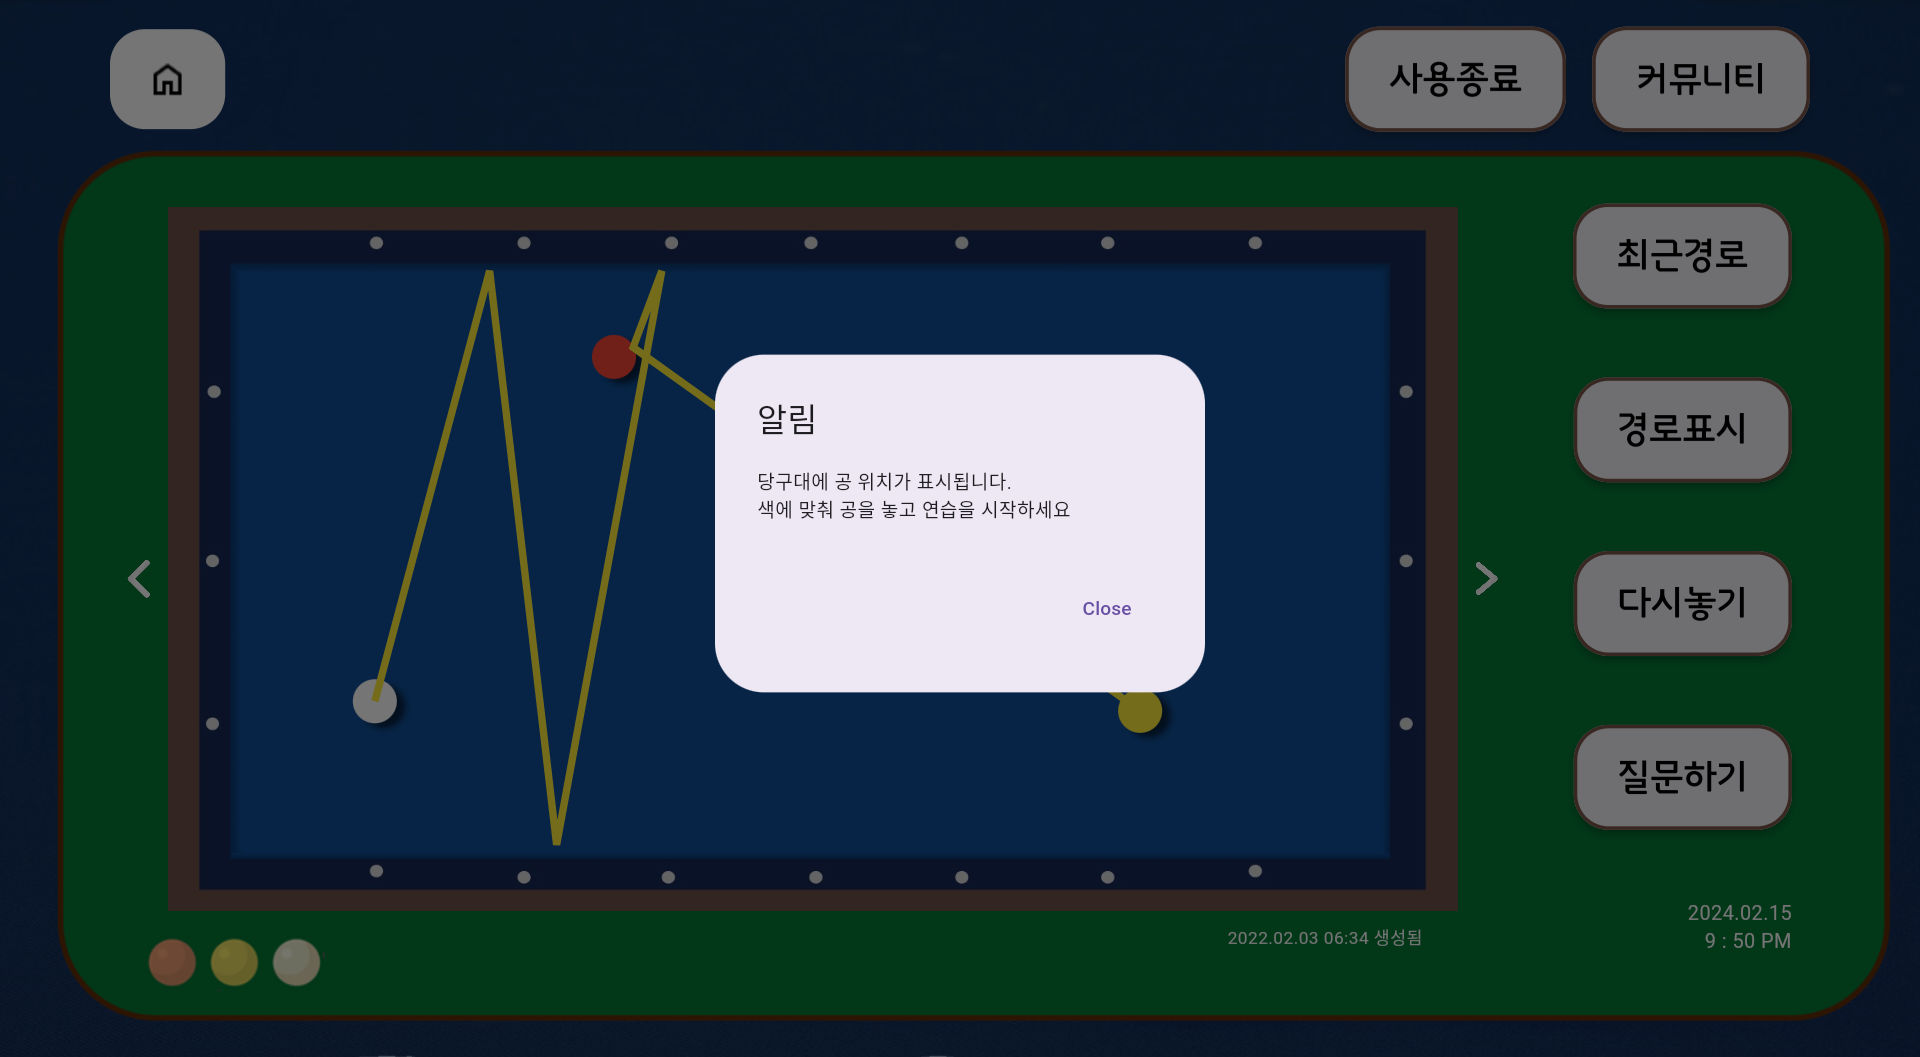 사용종료
커뮤니티
최근경로
경로표시
다시놓기
질문하기
알림
당구대에 공 위치가 표시됩니다.
색에 맞춰 공을 놓고 연습을 시작하세요
Close
2022.02.03 06:34 생성됨
2024.02.15
9 : 50 PM